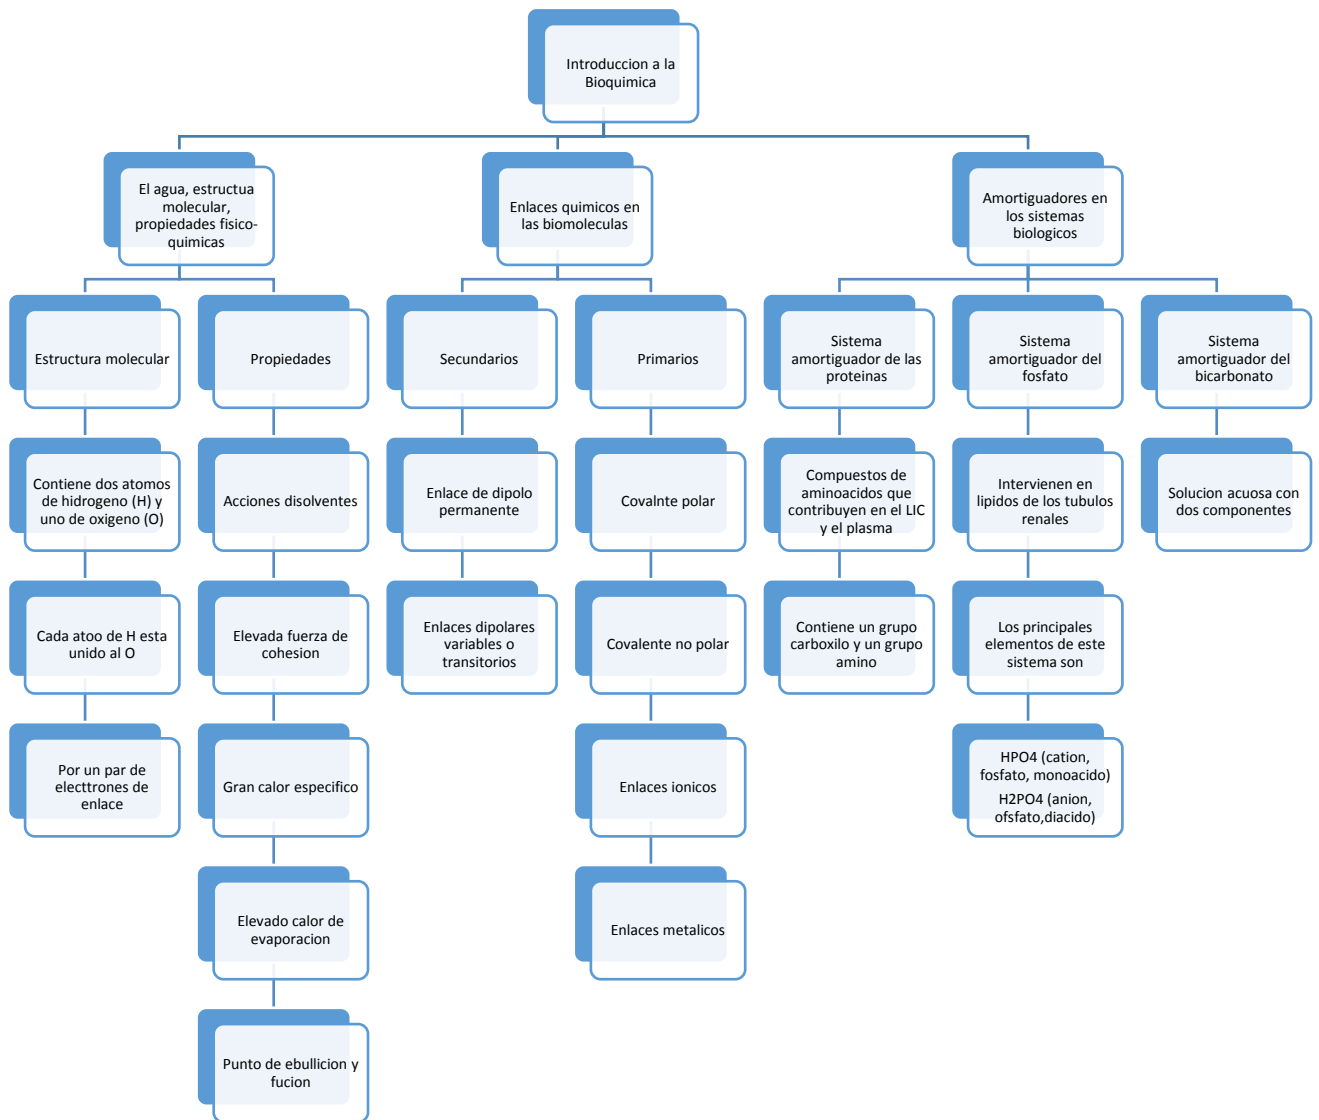 Introduccion a la
Bioquimica
El agua, estructua
molecular,
propiedades fisico-
quimicas
Enlaces quimicos en
las biomoleculas
Amortiguadores en
los sistemas
biologicos
Estructura molecular
Propiedades
Secundarios
Primarios
Sistema
amortiguador de las
proteinas
Sistema
amortiguador del
fosfato
Sistema
amortiguador del
bicarbonato
Contiene dos atomos
de hidrogeno (H) y
uno de oxigeno (O)
Acciones disolventes
Enlace de dipolo
permanente
Covalnte polar
Compuestos de
aminoacidos que
contribuyen en el LIC
y el plasma
Intervienen en
lipidos de los tubulos
renales
Solucion acuosa con
dos componentes
Cada atoo de H esta
unido al O
Elevada fuerza de
cohesion
Enlaces dipolares
variables o
transitorios
Covalente no polar
Contiene un grupo
carboxilo y un grupo
amino
Los principales
elementos de este
sistema son
Por un par de
electtrones de
enlace
Gran calor especifico
Enlaces ionicos
HPO4 (cation,
fosfato, monoacido)
H2PO4 (anion,
ofsfato,diacido)
Elevado calor de
evaporacion
Enlaces metalicos
Punto de ebullicion y
fucion